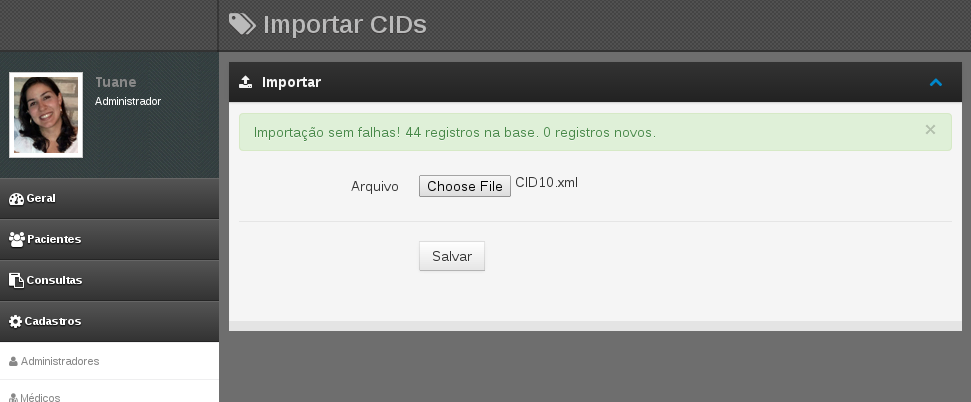 Importar CIDs
Tuane
Administrador
Geral
Pacientes
Consultas
Cadastros
Administradores
Médicos
Importar
Importação sem falhas! 44 registros na base. 0 registros novos.
×
Arquivo Choose File CID10.xml
Salvar